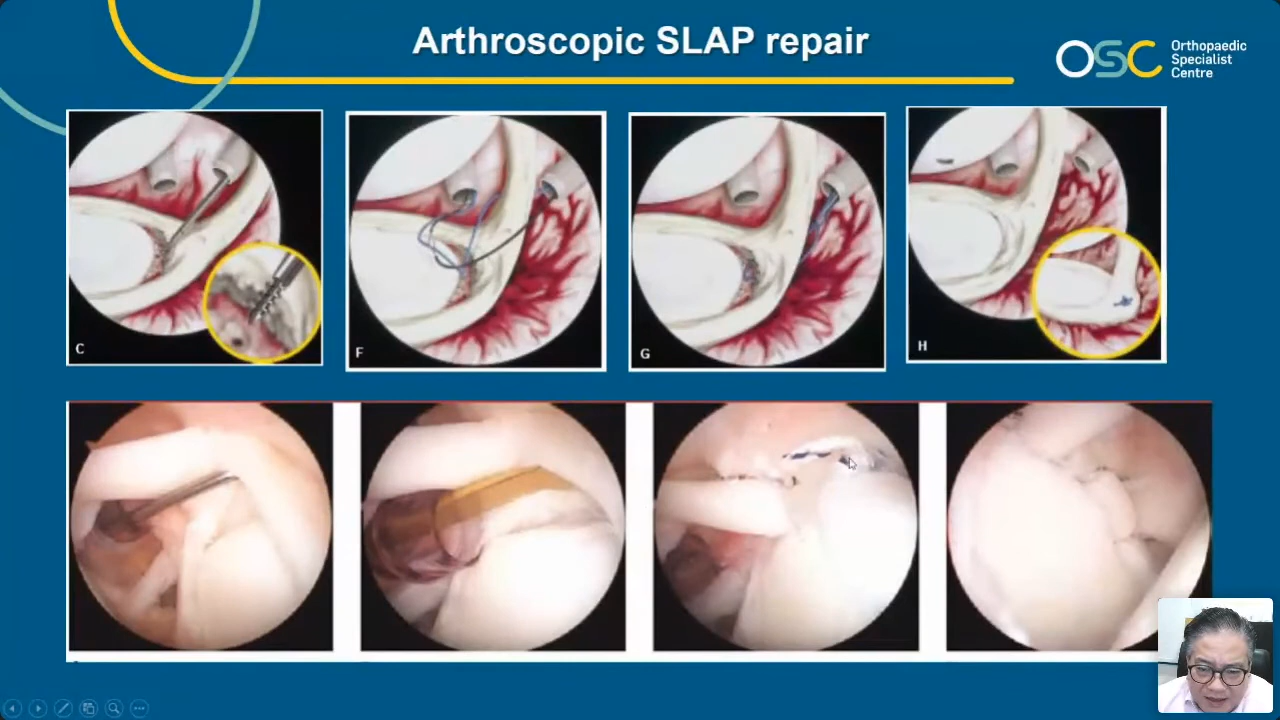 Arthroscopic SLAP repair
OSC
Orthopaedic
Specialist
Centre
C
F
G
H